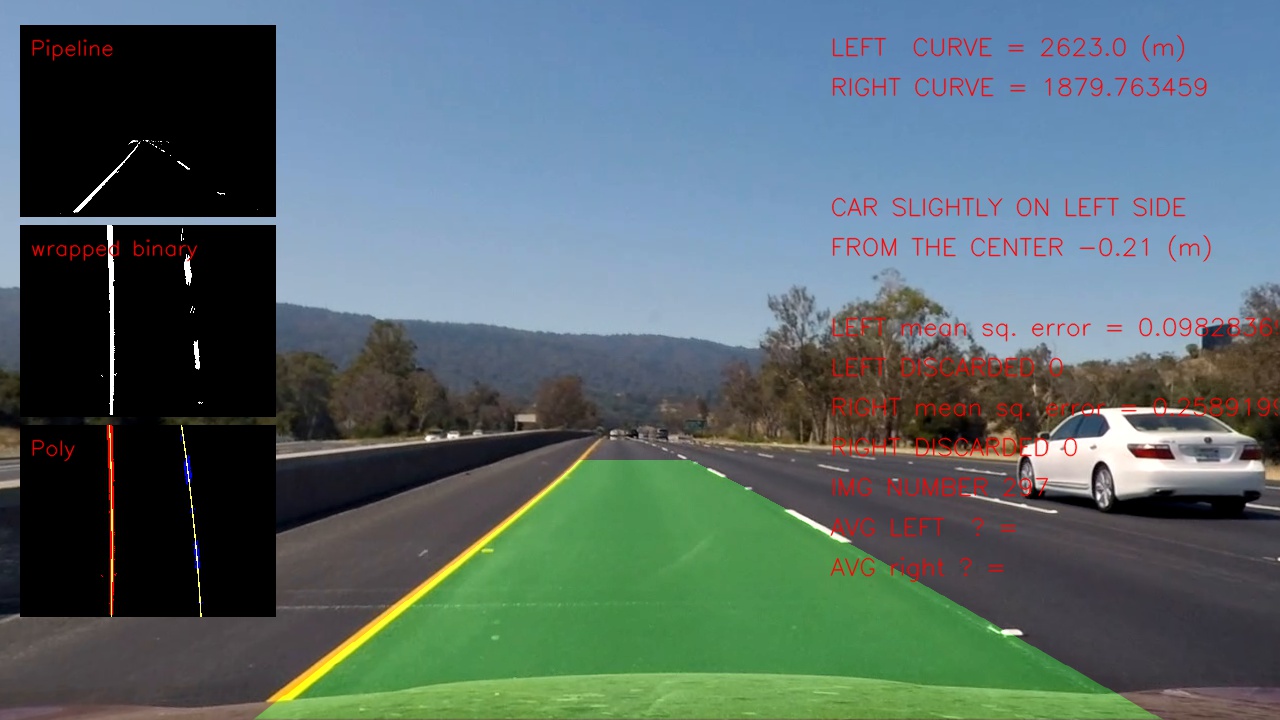 Pipeline
wrapped binary
Poly
LEFT CURVE = 2623.0 (m)
RIGHT CURVE = 1879.763459
CAR SLIGHTLY ON LEFT SIDE
FROM THE CENTER -0.21 (m)
LEFT mean sq. error = 0.0982836
LEFT DISCARDED 0
RIGHT mean sq. error = 0.2589199
RIGHT DISCARDED 0
IMG NUMBER 297
AVG LEFT ? =
AVG right ? =